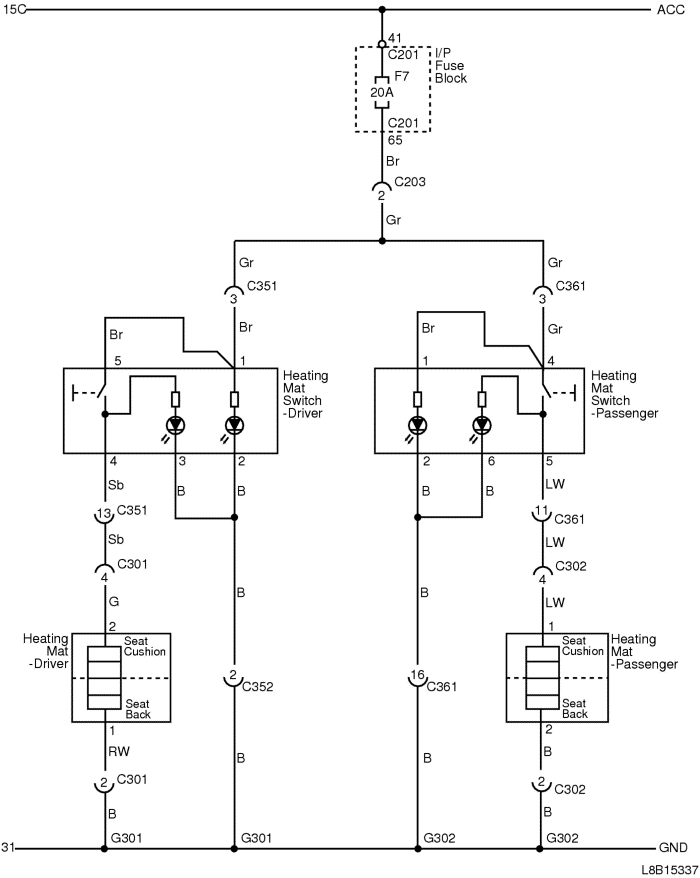 15C
ACC
41
C201
I/P
Fuse
Block
F7
20A
C201
65
Br
C203
2
Gr
Gr
C351
3
Br
Br
5
1
Heating
Mat
Switch
-Driver
4
3
2
Gr
C361
3
Br
Gr
1
4
Heating
Mat
Switch
-Passenger
2
6
5
Sb
B
B
13
C351
Sb
C301
4
G
B
B
B
LW
11
C361
LW
C302
4
LW
B
Heating
Mat
-Driver
2
Seat
Cushion
Seat
Back
1
RW
2
C301
B
2
C352
B
16
C361
B
1
Seat
Cushion
Seat
Back
Heating
Mat
-Passenger
2
B
2
C302
B
31
G301
G301
G302
G302
GND
L8B15337